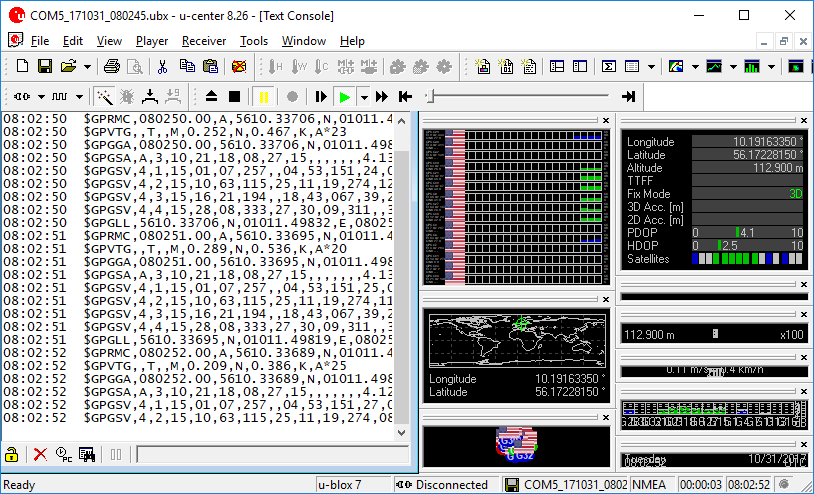 COM5_171031_080245.ubx - u-center 8.26 - [Text Console]
File Edit View Player Receiver Tools Window Help
08:02:50 $GPRMC,080250.00,A,5610.33706,N,01011.4
08:02:50 $GPVTG,,T,,M,0.252,N,0.467,K,A*23
08:02:50 $GPGGA,080250.00,5610.33706,N,01011.498
08:02:50 $GPGSA,A,3,10,21,18,08,27,15,,,,,,,4.13
08:02:50 $GPGSV,4,1,15,01,07,257,,04,53,151,24,0
08:02:50 $GPGSV,4,2,15,10,63,115,25,11,19,274,12
08:02:50 $GPGSV,4,3,15,16,21,194,,18,43,067,39,2
08:02:50 $GPGSV,4,4,15,28,08,333,27,30,09,311,,3
08:02:50 $GPGLL,5610.33706,N,01011.49832,E,08025
08:02:51 $GPRMC,080251.00,A,5610.33695,N,01011.4
08:02:51 $GPVTG,,T,,M,0.289,N,0.536,K,A*20
08:02:51 $GPGGA,080251.00,5610.33695,N,01011.498
08:02:51 $GPGSA,A,3,10,21,18,08,27,15,,,,,,,4.13
08:02:51 $GPGSV,4,1,15,01,07,257,,04,53,151,25,0
08:02:51 $GPGSV,4,2,15,10,63,115,25,11,19,274,10
08:02:51 $GPGSV,4,3,15,16,21,194,,18,43,067,39,2
08:02:51 $GPGSV,4,4,15,28,08,333,27,30,09,311,,3
08:02:51 $GPGLL,5610.33695,N,01011.49819,E,08025
08:02:52 $GPRMC,080252.00,A,5610.33689,N,01011.4
08:02:52 $GPVTG,,T,,M,0.209,N,0.386,K,A*25
08:02:52 $GPGGA,080252.00,5610.33689,N,01011.498
08:02:52 $GPGSA,A,3,10,21,18,08,27,15,,,,,,,4.12
08:02:52 $GPGSV,4,1,15,01,07,257,,04,53,151,27,0
08:02:52 $GPGSV,4,2,15,10,63,115,25,11,19,274,08
Longitude 10.19163350 °
Latitude 56.17228150 °
Longitude 10.19163350 °
Latitude 56.17228150 °
Altitude 112.900 m
TTFF
Fix Mode 3D
3D Acc. [m]
2D Acc. [m]
PDOP 0 4.1 10
HDOP 0 2.5 10
Satellites
112.900 m x100
0.11 m/s=0.4 km/h
Tuesday 10/31/2017
08:02:52 UTC
Ready u-blox 7 Disconnected COM5_171031_0802 NMEA 00:00:03 08:02:52